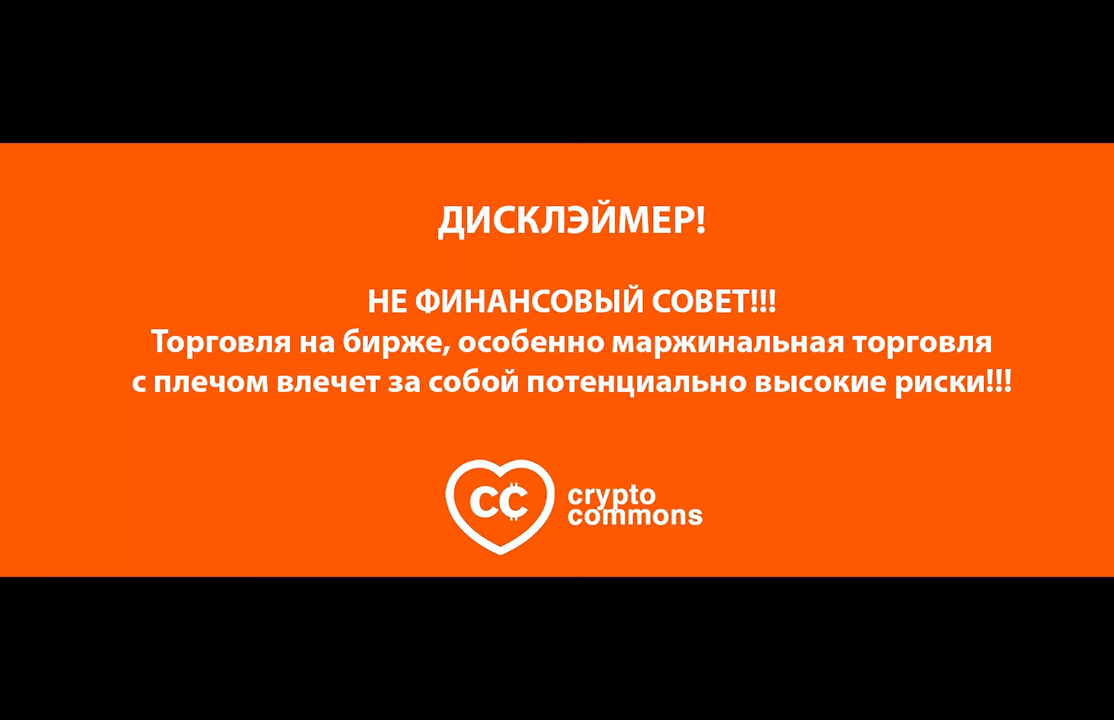 ДИСКЛЭЙМЕР!
НЕ ФИНАНСОВЫЙ СОВЕТ!!!
Торговля на бирже, особенно маржинальная торговля
с плечом влечет за собой потенциально высокие риски!!!
CC
crypto
commons